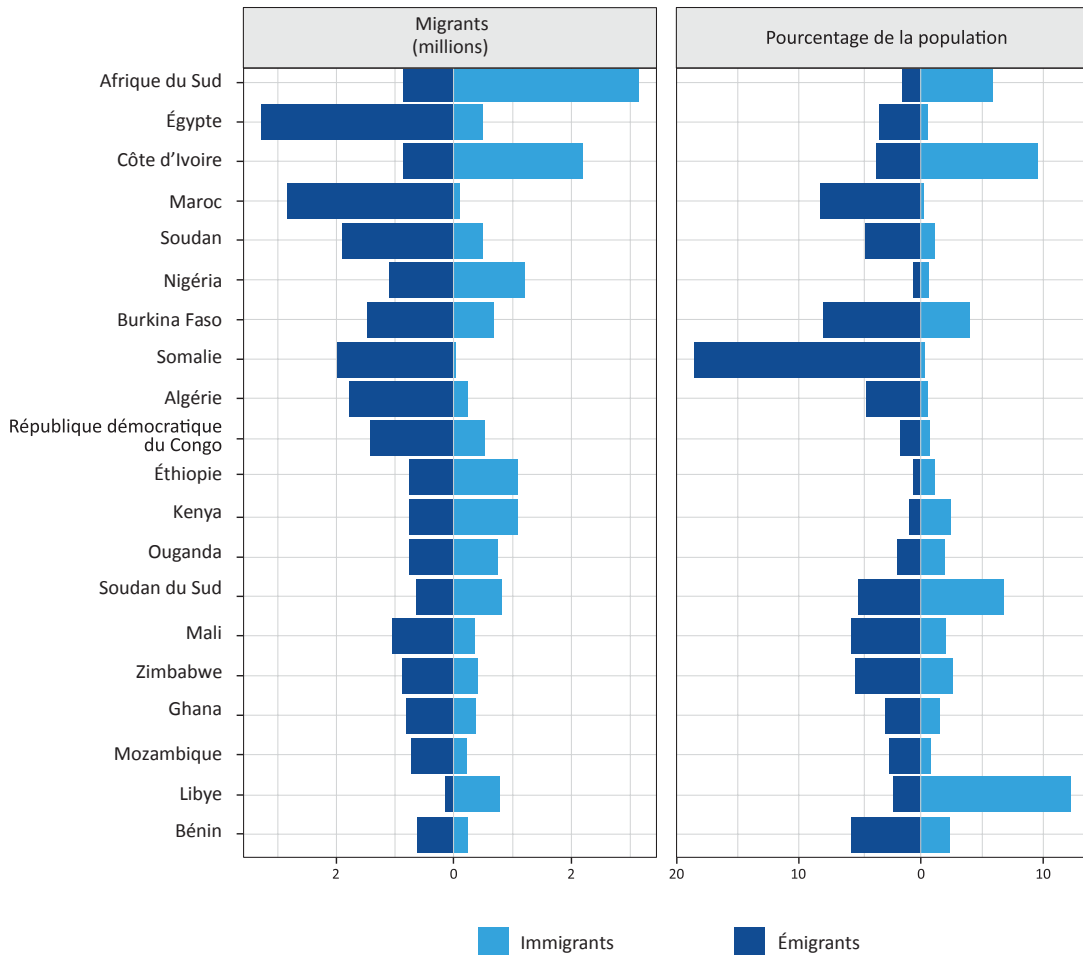 Migrants
(millions)
Pourcentage de la population
Afrique du Sud
Égypte
Côte d’Ivoire
Maroc
Soudan
Nigéria
Burkina Faso
Somalie
Algérie
République démocratique
du Congo
Éthiopie
Kenya
Ouganda
Soudan du Sud
Mali
Zimbabwe
Ghana
Mozambique
Libye
Bénin
2 0 2
20 10 0 10
Immigrants
Émigrants